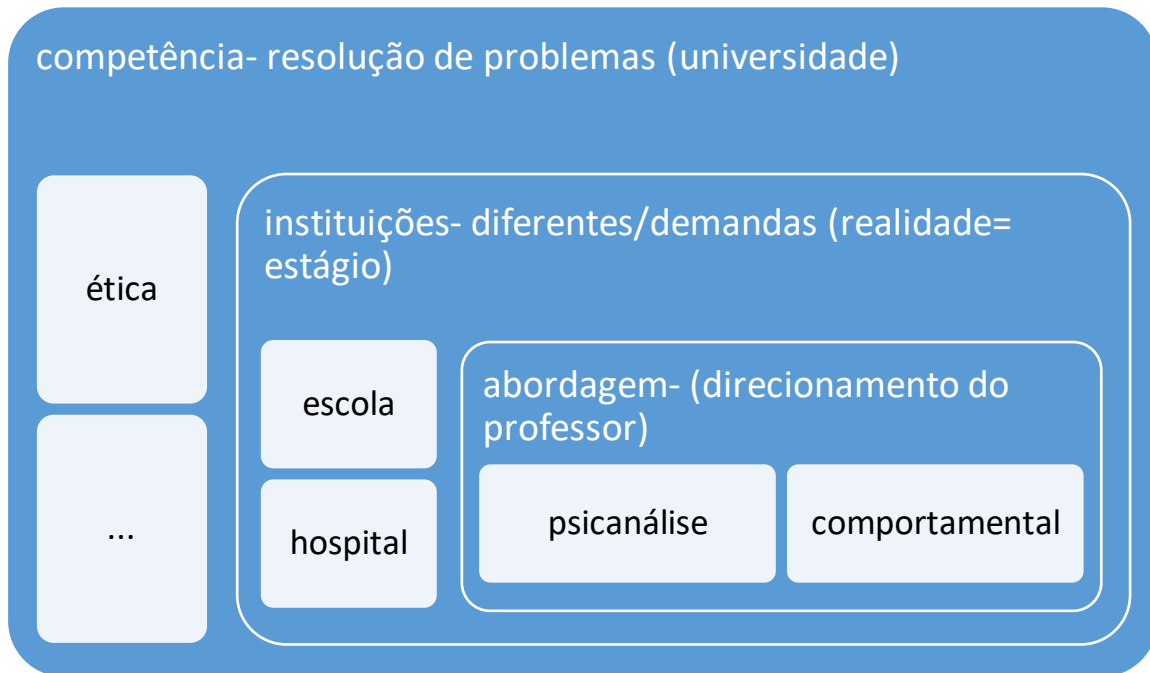 competência- resolução de problemas (universidade)
ética
...
instituições- diferentes/demandas (realidade=
estágio)
escola
hospital
abordagem- (direcionamento do
professor)
psicanálise
comportamental